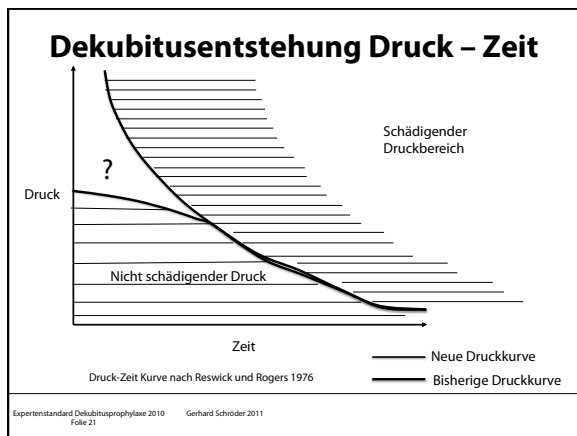 Dekubitusentstehung Druck – Zeit
Schädigender
Druckbereich
?
Druck
Nicht schädigender Druck
Zeit
Neue Druckkurve
Druck-Zeit Kurve nach Reswick und Rogers 1976
Bisherige Druckkurve
Expertenstandard Dekubitusprophylaxe 2010 Gerhard Schröder 2011
Folie 21